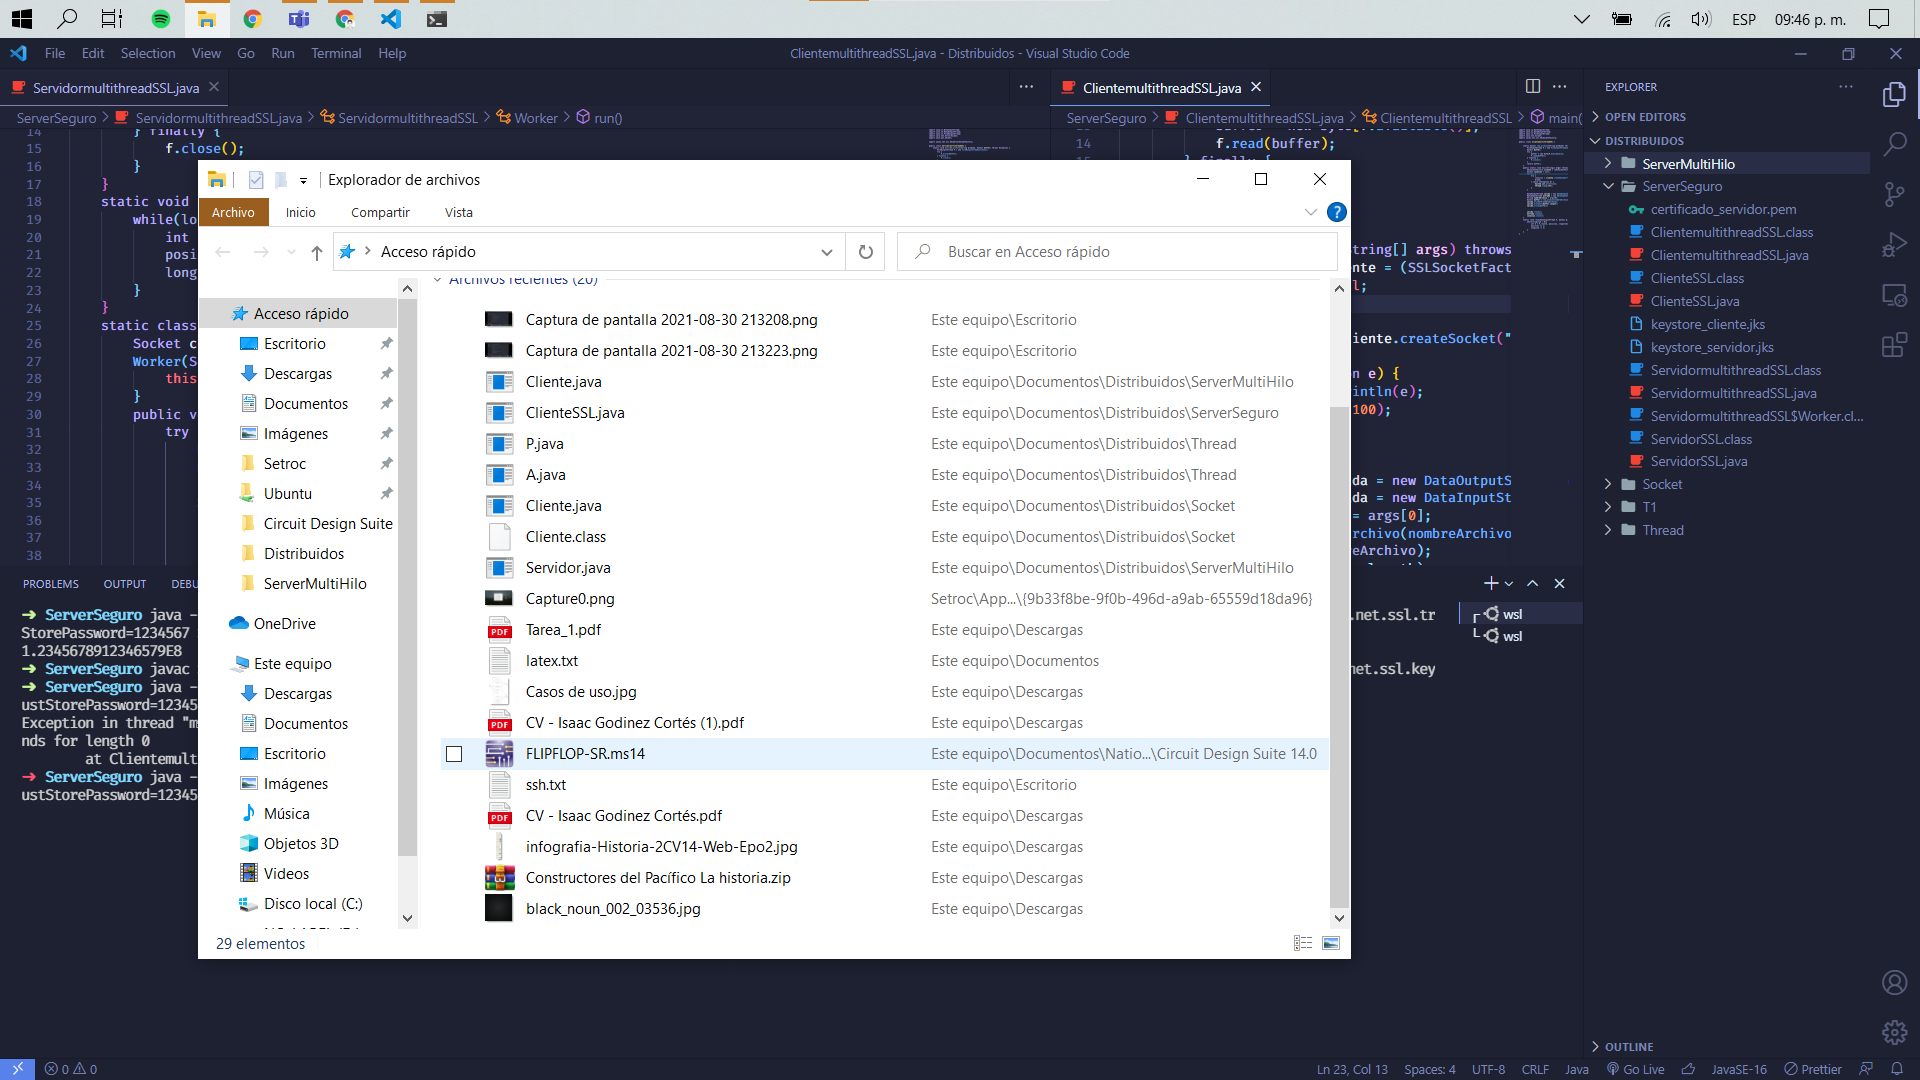 ESP
09:46 p. m.
File Edit Selection View Go Run Terminal Help
ClientemultithreadSSL.java - Distribuidos - Visual Studio Code
ServidormultithreadSSL.java
ServerSeguro > ServidormultithreadSSL.java > ServidormultithreadSSL > Worker > run()
14 } finally {
15 f.close();
16 }
17 }
18 static void
19 while(lo
20 int
21 posi
22 long
23 }
24 }
25 static class
26 Socket c
27 Worker(S
28 this
29 }
30 public v
31 try
32
33
34
35
36
37
38
ClientemultithreadSSL.java
ServerSeguro > ClientemultithreadSSL.java > ClientemultithreadSSL > main(
14 f.read(buffer);
string[] args) throws
nte = (SSLSocketFact
l;
iente.createSocket("
n e) {
intln(e);
100);
da = new DataOutputS
da = new DataInputSt
= args[0];
rchivo(nombreArchivo
eArchivo);
Explorador de archivos
Archivo Inicio Compartir Vista
Acceso rápido
Buscar en Acceso rápido
Acceso rápido
Escritorio
Descargas
Documentos
Imágenes
Setroc
Ubuntu
Circuit Design Suite
Distribuidos
ServerMultiHilo
OneDrive
Este equipo
Descargas
Documentos
Escritorio
Imágenes
Música
Objetos 3D
Videos
Disco local (C:)
Archivos recientes (20)
Captura de pantalla 2021-08-30 213208.png Este equipo\Escritorio
Captura de pantalla 2021-08-30 213223.png Este equipo\Escritorio
Cliente.java Este equipo\Documentos\Distribuidos\ServerMultiHilo
ClienteSSL.java Este equipo\Documentos\Distribuidos\ServerSeguro
P.java Este equipo\Documentos\Distribuidos\Thread
A.java Este equipo\Documentos\Distribuidos\Thread
Cliente.java Este equipo\Documentos\Distribuidos\Socket
Cliente.class Este equipo\Documentos\Distribuidos\Socket
Servidor.java Este equipo\Documentos\Distribuidos\ServerMultiHilo
Capture0.png Setroc\App...\{9b33f8be-9f0b-496d-a9ab-65559d18da96}
Tarea_1.pdf Este equipo\Descargas
latex.txt Este equipo\Documentos
Casos de uso.jpg Este equipo\Descargas
CV - Isaac Godinez Cortés (1).pdf Este equipo\Descargas
FLIPFLOP-SR.ms14 Este equipo\Documentos\Natio...\Circuit Design Suite 14.0
ssh.txt Este equipo\Escritorio
CV - Isaac Godinez Cortés.pdf Este equipo\Descargas
infografia-Historia-2CV14-Web-Epo2.jpg Este equipo\Descargas
Constructores del Pacífico La historia.zip Este equipo\Descargas
black_noun_002_03536.jpg Este equipo\Descargas
29 elementos
PROBLEMS OUTPUT DEBU
➜ ServerSeguro java -
StorePassword=1234567
1.2345678912346579E8
➜ ServerSeguro javac
➜ ServerSeguro java -
ustStorePassword=12345
Exception in thread "m
nds for length 0
at Clientemult
➜ ServerSeguro java -
ustStorePassword=12345
.net.ssl.tr
net.ssl.key
wsl
wsl
EXPLORER
OPEN EDITORS
DISTRIBUIDOS
ServerMultiHilo
ServerSeguro
certificado_servidor.pem
ClientemultithreadSSL.class
ClientemultithreadSSL.java
ClienteSSL.class
ClienteSSL.java
keystore_cliente.jks
keystore_servidor.jks
ServidormultithreadSSL.class
ServidormultithreadSSL.java
ServidormultithreadSSL$Worker.cl...
ServidorSSL.class
ServidorSSL.java
Socket
T1
Thread
OUTLINE
0 0
Ln 23, Col 13 Spaces: 4 UTF-8 CRLF Java Go Live JavaSE-16 Prettier